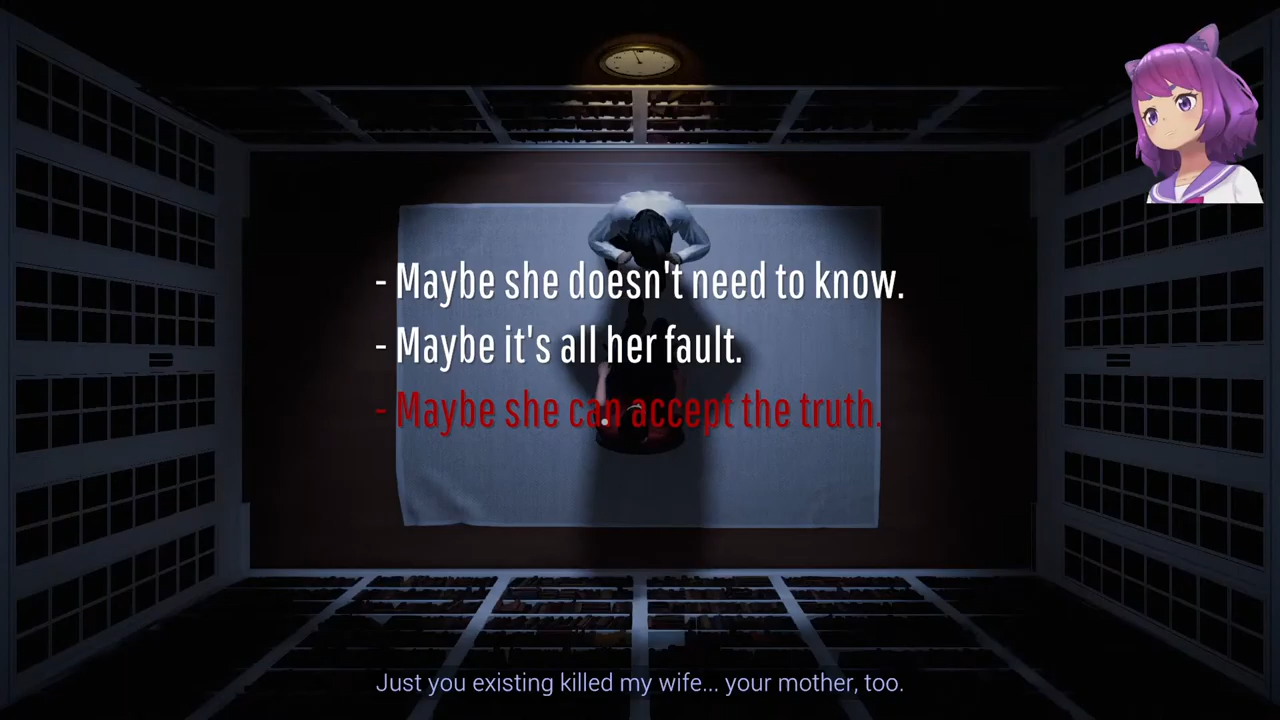 - Maybe she doesn't need to know.
- Maybe it's all her fault.
- Maybe she can accept the truth.
Just you existing killed my wife... your mother, too.